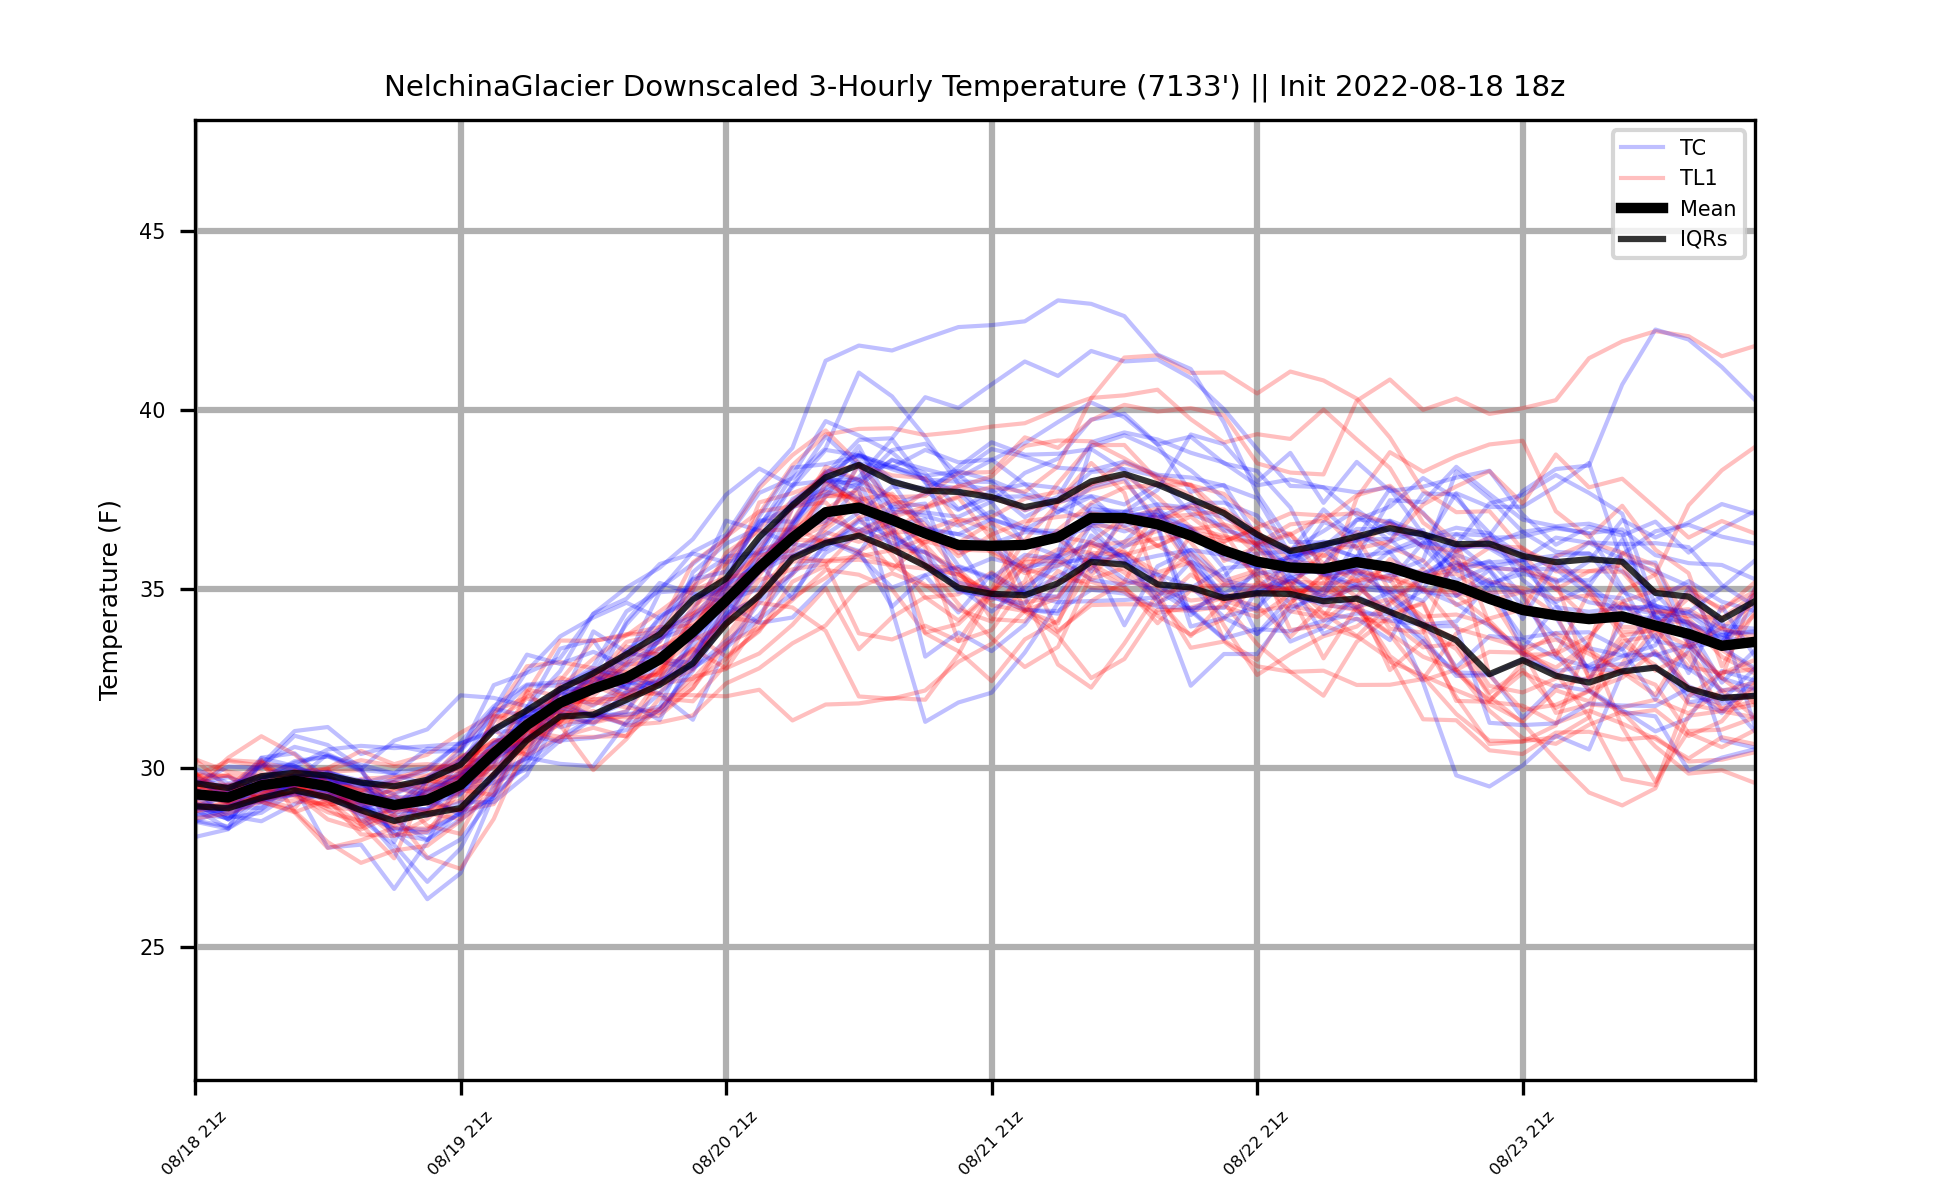 NelchinaGlacier Downscaled 3-Hourly Temperature (7133') || Init 2022-08-18 18z
TC
TL1
Mean
IQRs
Temperature (F)
45
40
35
30
25
08/18 21z
08/19 21z
08/20 21z
08/21 21z
08/22 21z
08/23 21z